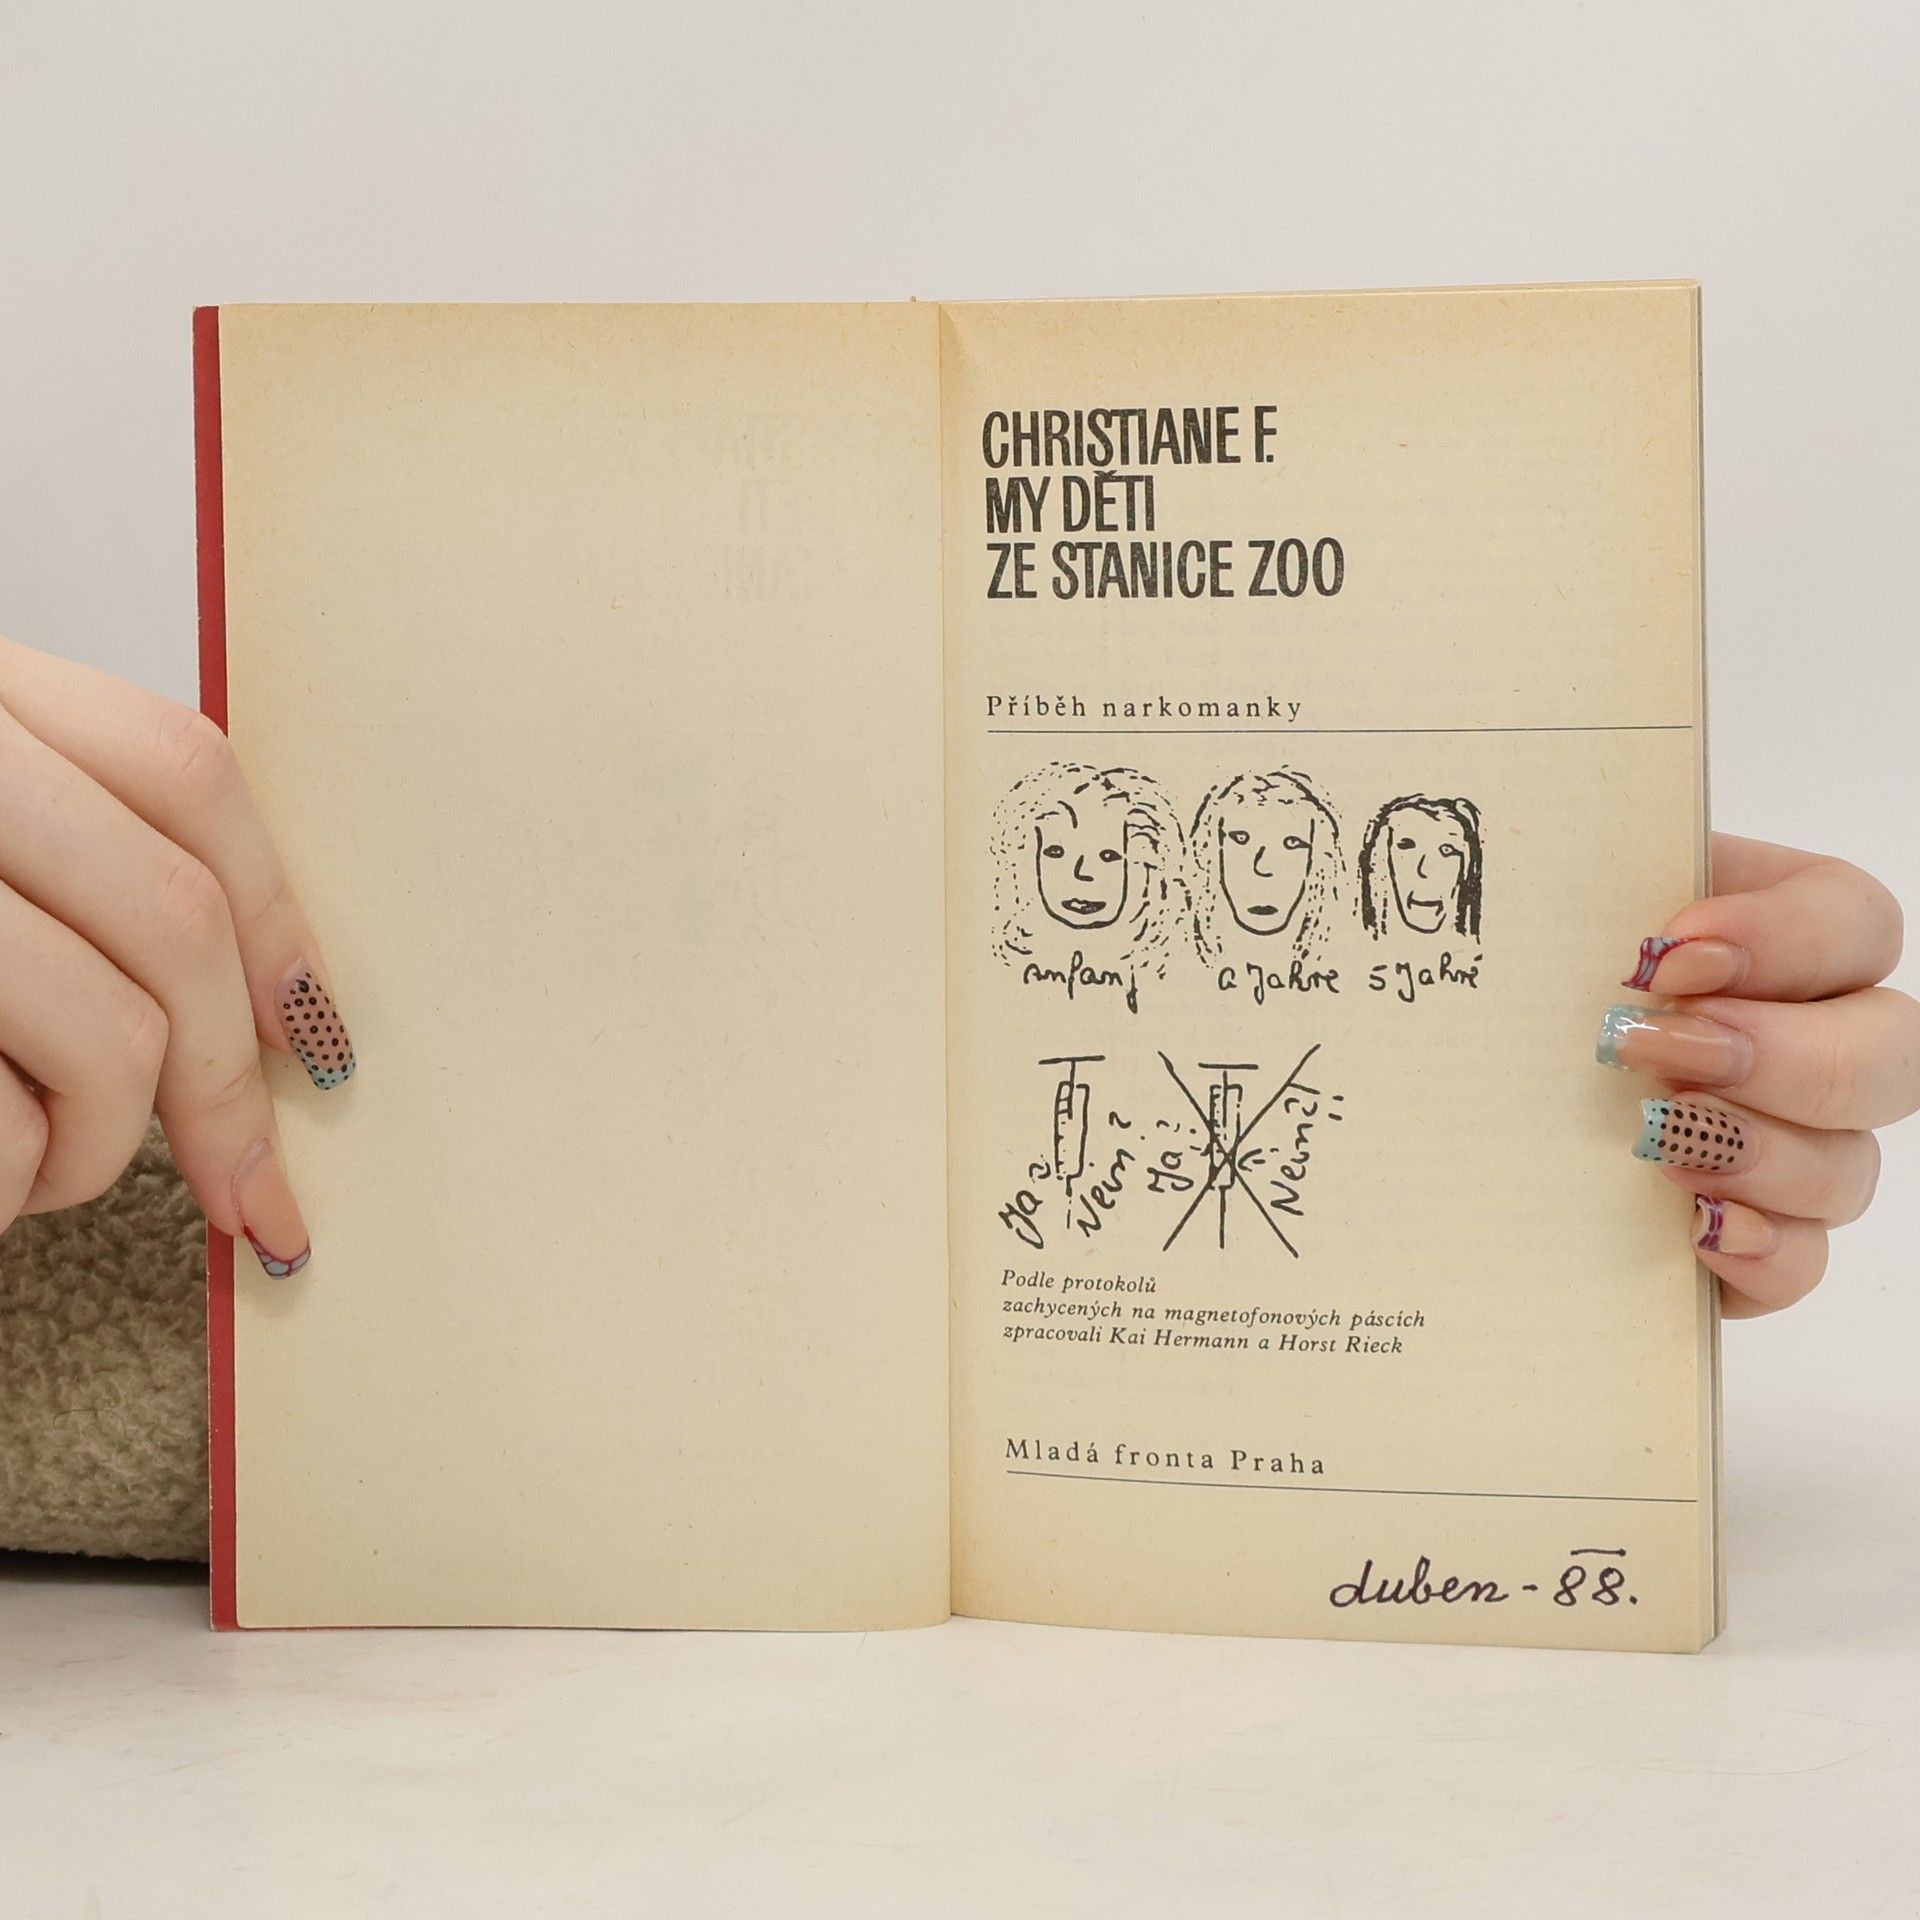 CHRISTIANE F.
MY DĚTI
ZE STANICE ZOO
Příběh narkomanky
anfang a Jahre 5 Jahre
Ja? Nein? Ja? Nein?
Podle protokolů
zachycených na magnetofonových páscích
zpracovali Kai Hermann a Horst Rieck
Mladá fronta Praha
duben - 88.